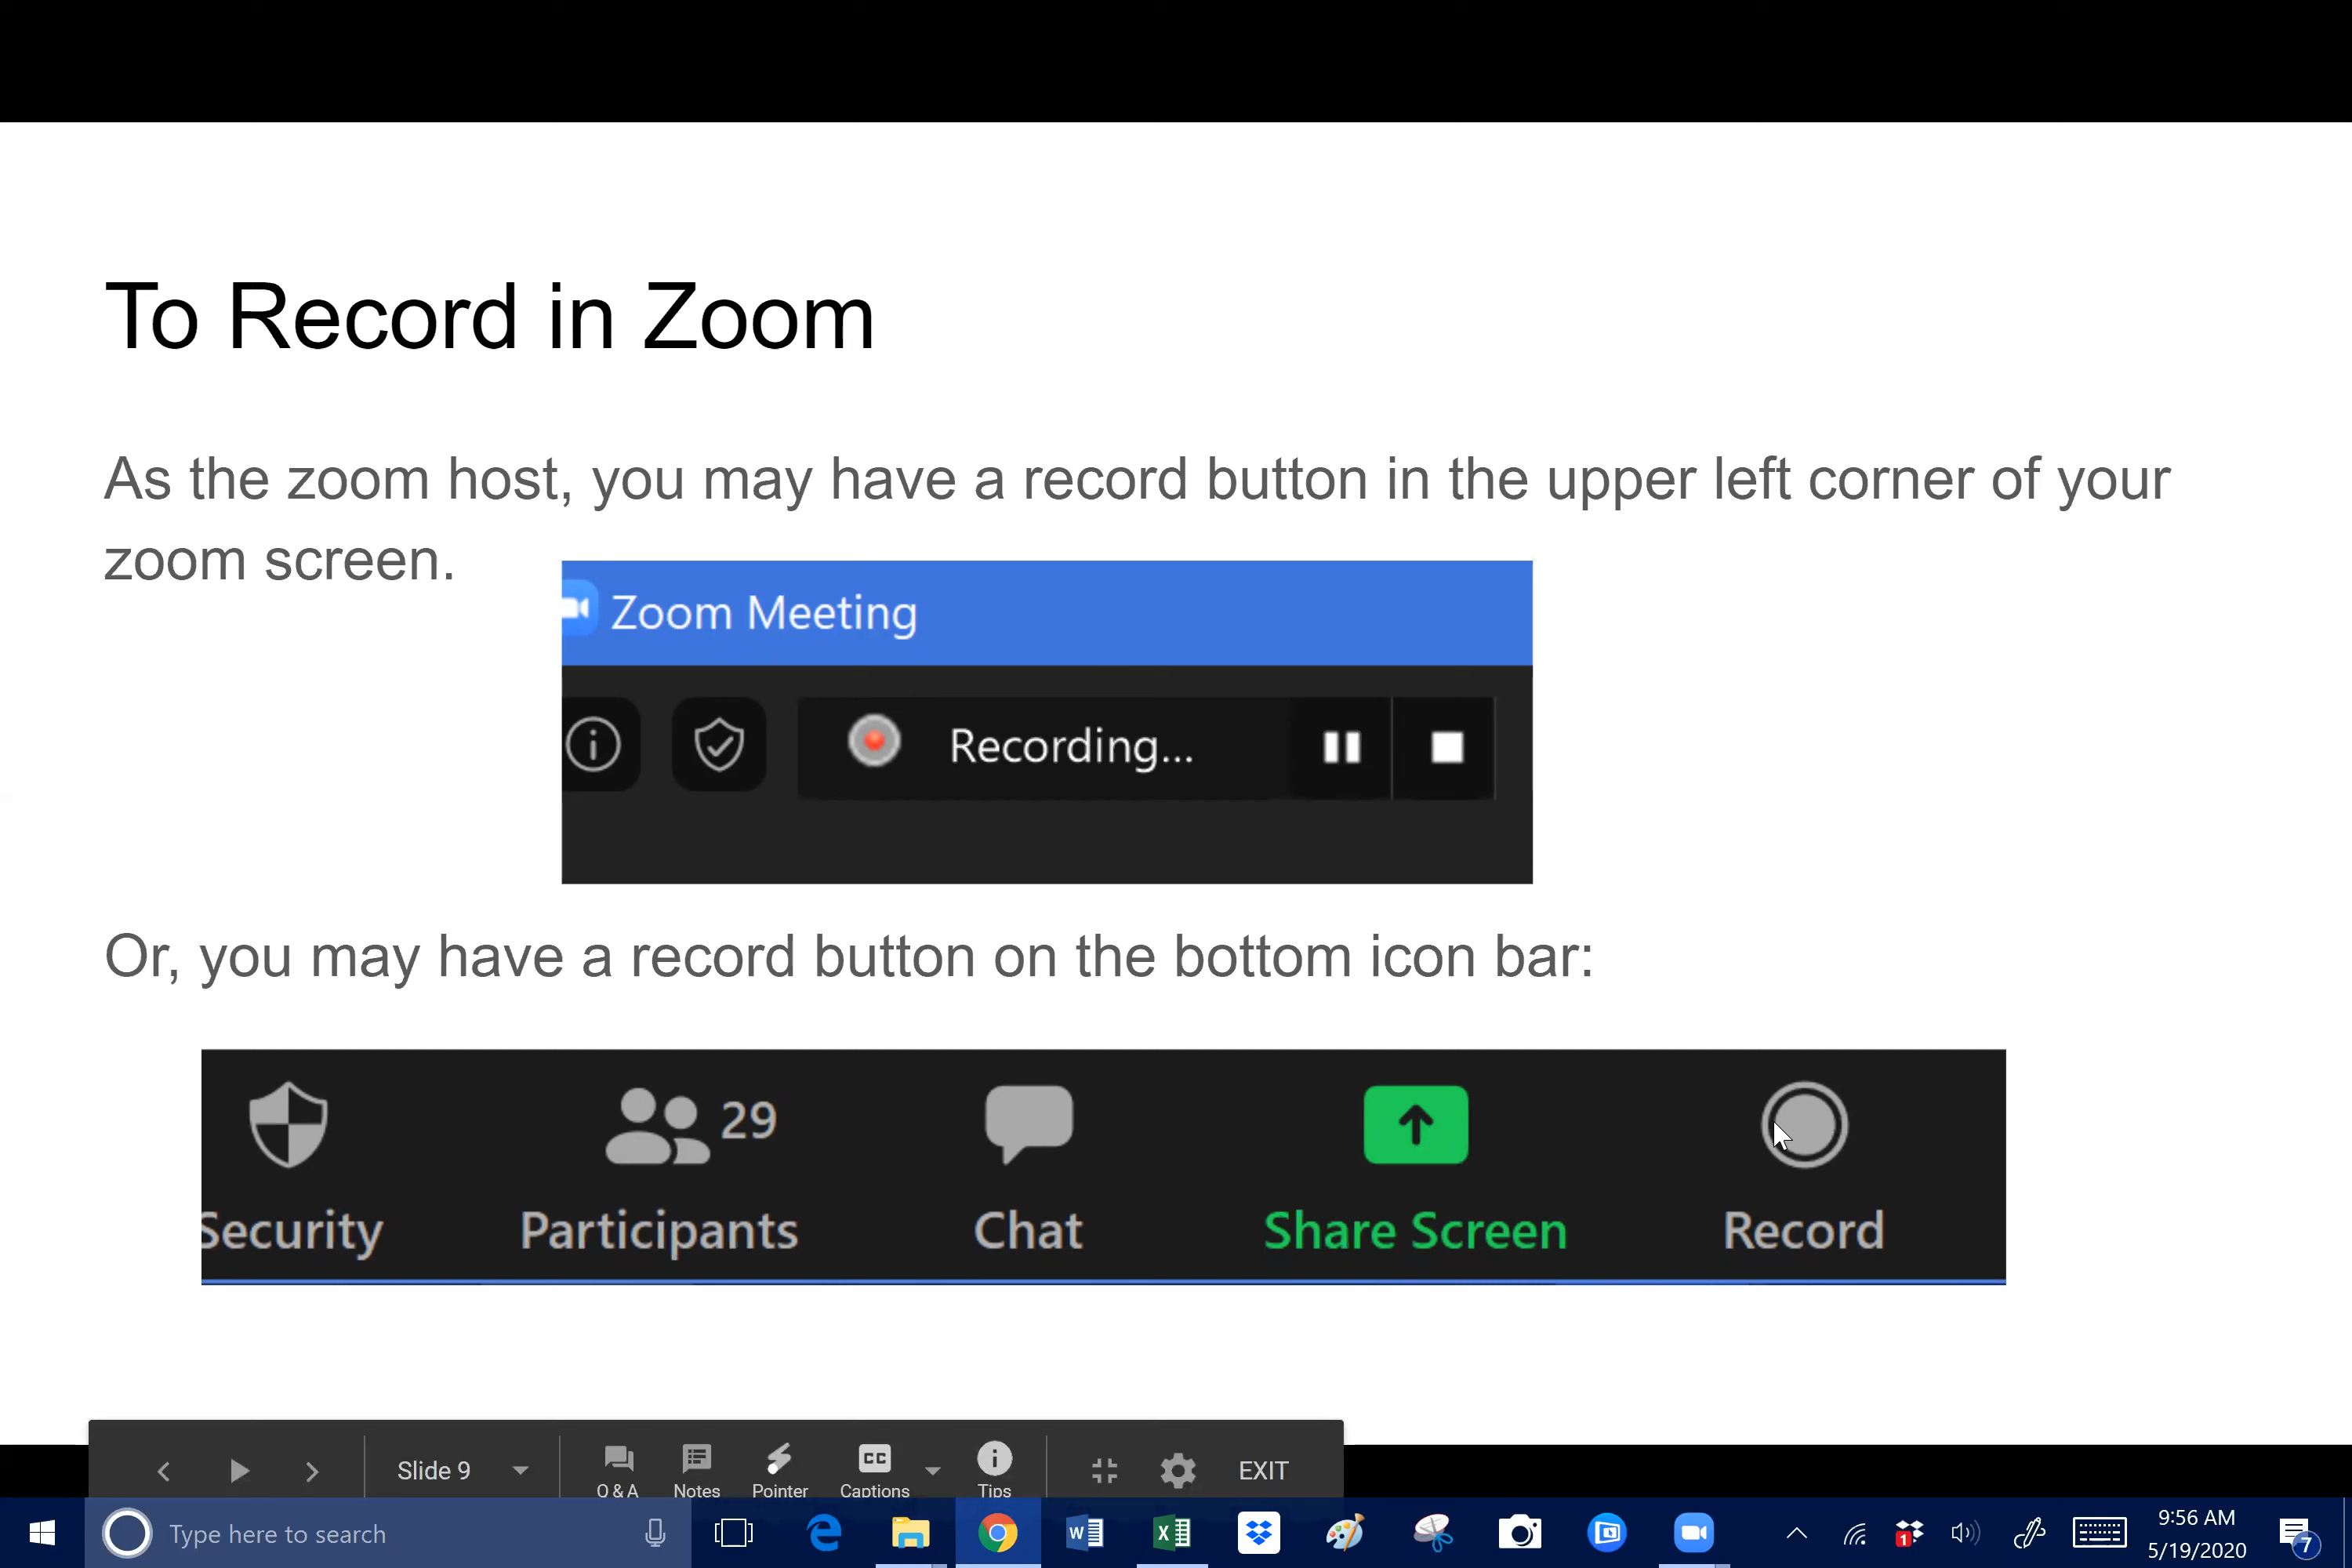 To Record in Zoom
As the zoom host, you may have a record button in the upper left corner of your
zoom screen.
Zoom Meeting
Recording...
Or, you may have a record button on the bottom icon bar:
29
Security Participants Chat Share Screen Record
Slide 9 CC EXIT
Q & A Notes Pointer Captions Tips
Type here to search
1
9:56 AM
5/19/2020
7